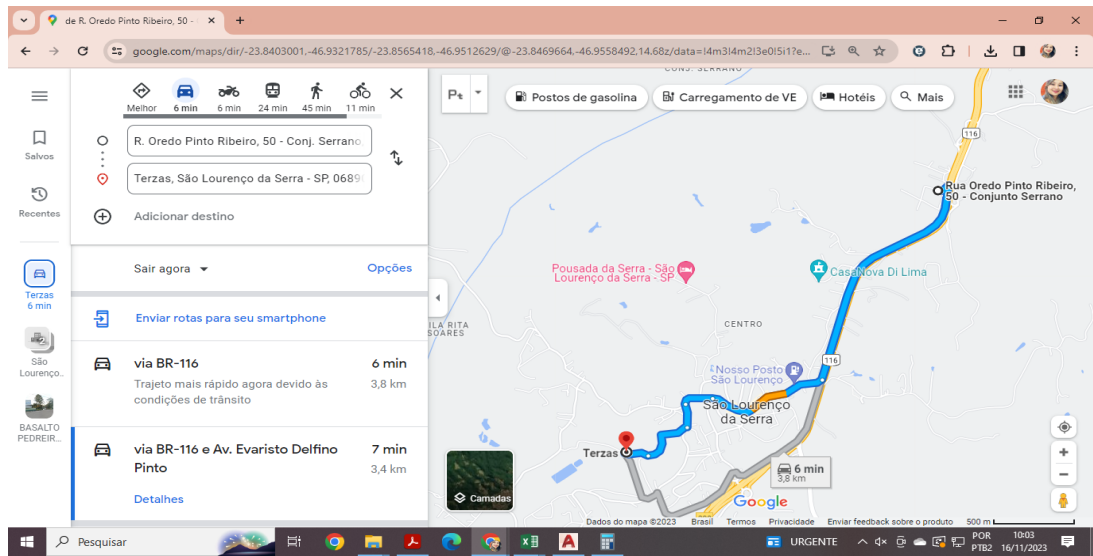 de R. Oredo Pinto Ribeiro, 50 -
google.com/maps/dir/-23.8403001,-46.9321785/-23.8565418,-46.9512629/@-23.8469664,-46.9558492,14.68z/data=!4m3!4m2!3e0!5i1?e...
Melhor
6 min
6 min
24 min
45 min
11 min
Salvos
Recentes
Terzas
6 min
São
Lourenço...
BASALTO
PEDREIR...
R. Oredo Pinto Ribeiro, 50 - Conj. Serrano,
Terzas, São Lourenço da Serra - SP, 0689
Adicionar destino
Sair agora
Opções
Enviar rotas para seu smartphone
via BR-116
6 min
Trajeto mais rápido agora devido às
3,8 km
condições de trânsito
via BR-116 e Av. Evaristo Delfino
7 min
Pinto
3,4 km
Detalhes
Postos de gasolina
Carregamento de VE
Hotéis
Mais
CONJ. SERRANO
116
Rua Oredo Pinto Ribeiro,
50 - Conjunto Serrano
Pousada da Serra - São
Lourenço da Serra - SP
CasaNova Di Lima
ILA RITA
SOARES
CENTRO
116
Nosso Posto
São Lourenço
São Lourenço
da Serra
Terzas
6 min
3,8 km
Camadas
Google
Dados do mapa ©2023 Brasil Termos Privacidade Enviar feedback sobre o produto 500 m
Pesquisar
URGENTE
POR
PTB2
10:03
16/11/2023